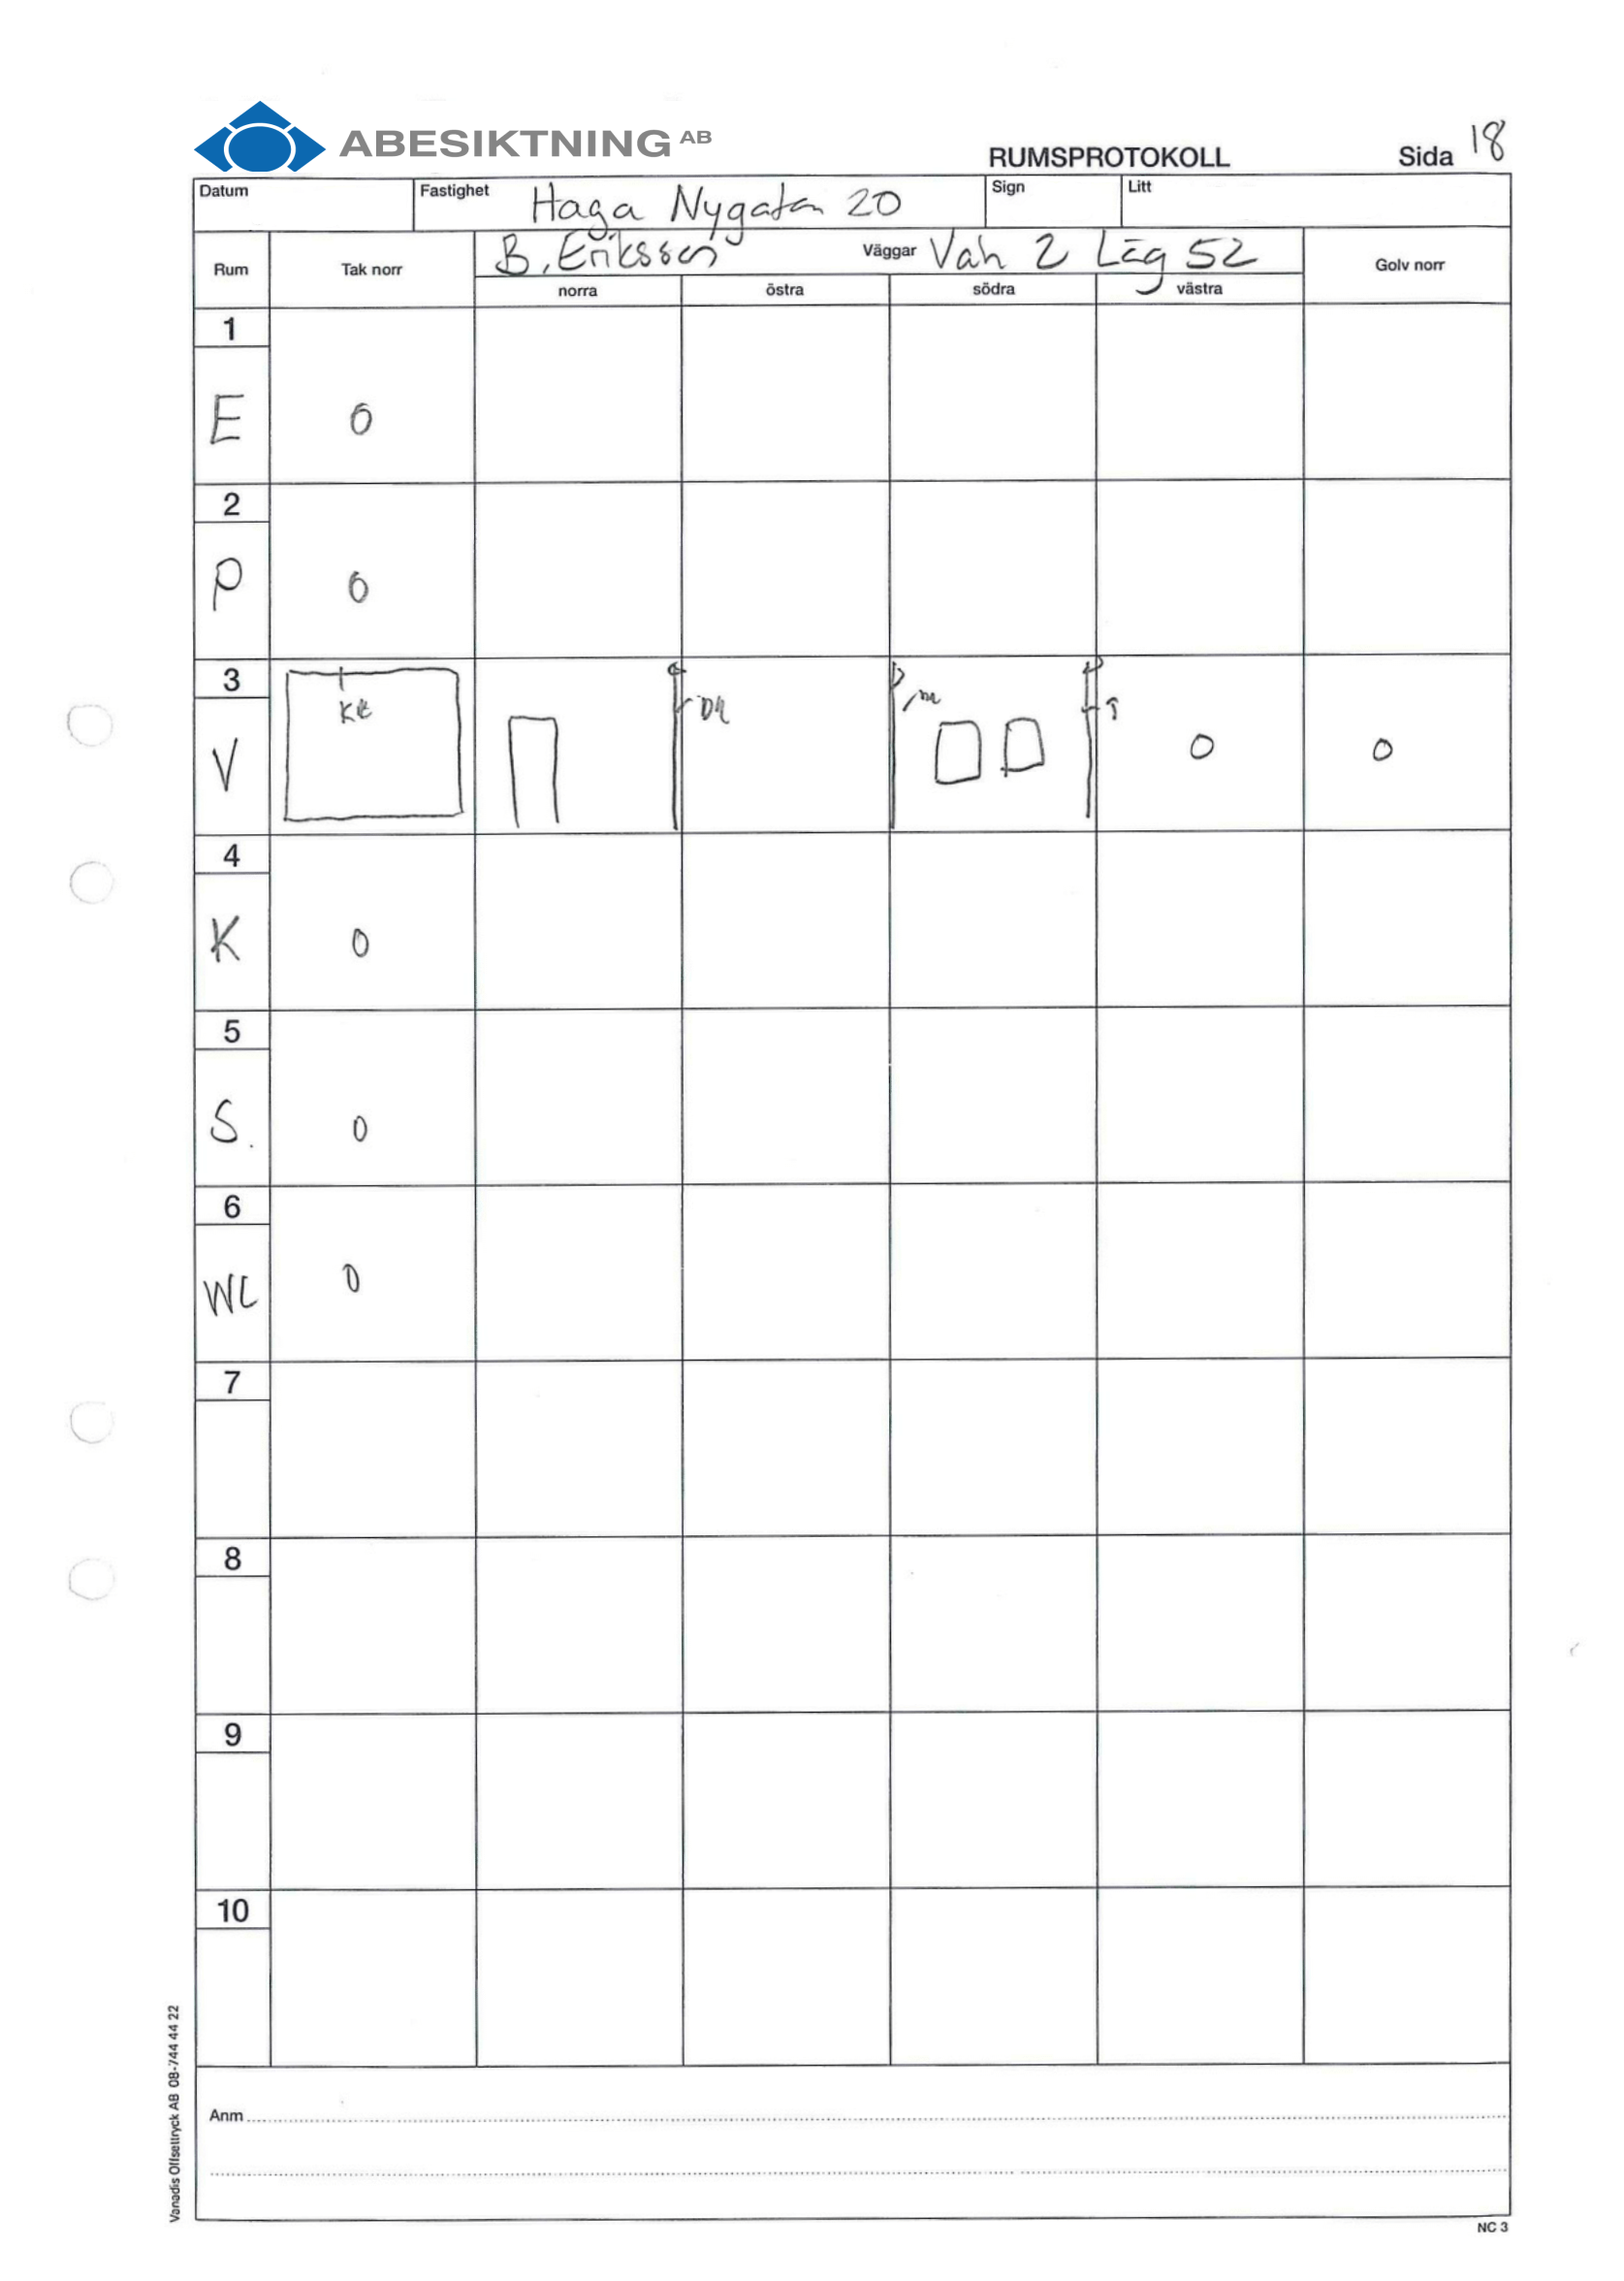 ABESIKTNING AB
RUMSPROTOKOLL
Sida 18
Datum
Fastighet Haga Nygatan 20
Sign
Litt
Rum
Tak norr
B. Eriksson
Väggar Vån 2 Läg 52
Golv norr
norra
östra
södra
västra
1
E
0
2
P
0
3
V
0
0
4
K
0
5
S.
0
6
WC
0
7
8
9
10
Anm
Vanadis Offsettryck AB 08-744 44 22
NC 3